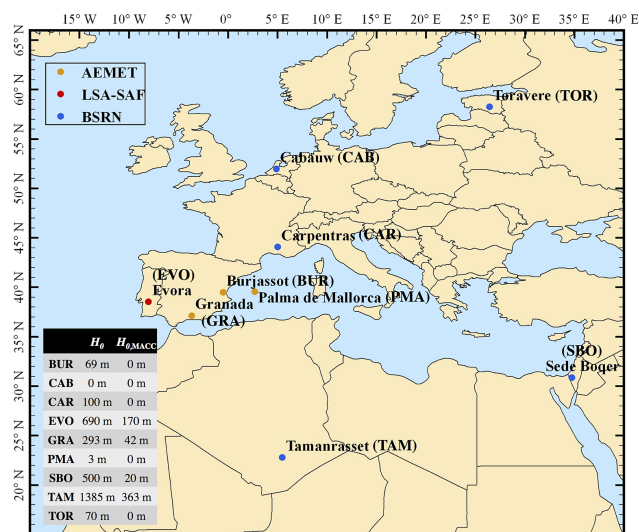 20° W 10° W 0° 5° E 10° E 15° E 20° E 25° E 30° E 35° E 40° E
65° N
60° N
55° N
50° N
45° N
40° N
35° N
30° N
25° N
20° N
AEMET
LSA-SAF
BSRN
Toravere (TOR)
Cabauw (CAB)
Carpentras (CAR)
(EVO)
Evora
Burjassot (BUR)
Palma de Mallorca (PMA)
Granada
(GRA)
(SBO)
Sede Boqer
Tamanrasset (TAM)
H0 H0,MACC
BUR 69 m 0 m
CAB 0 m 0 m
CAR 100 m 0 m
EVO 690 m 170 m
GRA 293 m 42 m
PMA 3 m 0 m
SBO 500 m 20 m
TAM 1385 m 363 m
TOR 70 m 0 m